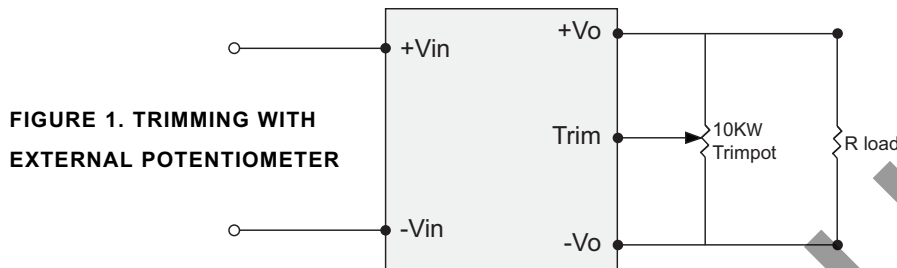 +Vin
+Vo
FIGURE 1. TRIMMING WITH
EXTERNAL POTENTIOMETER
Trim
10KW
Trimpot
R load
-Vin
-Vo